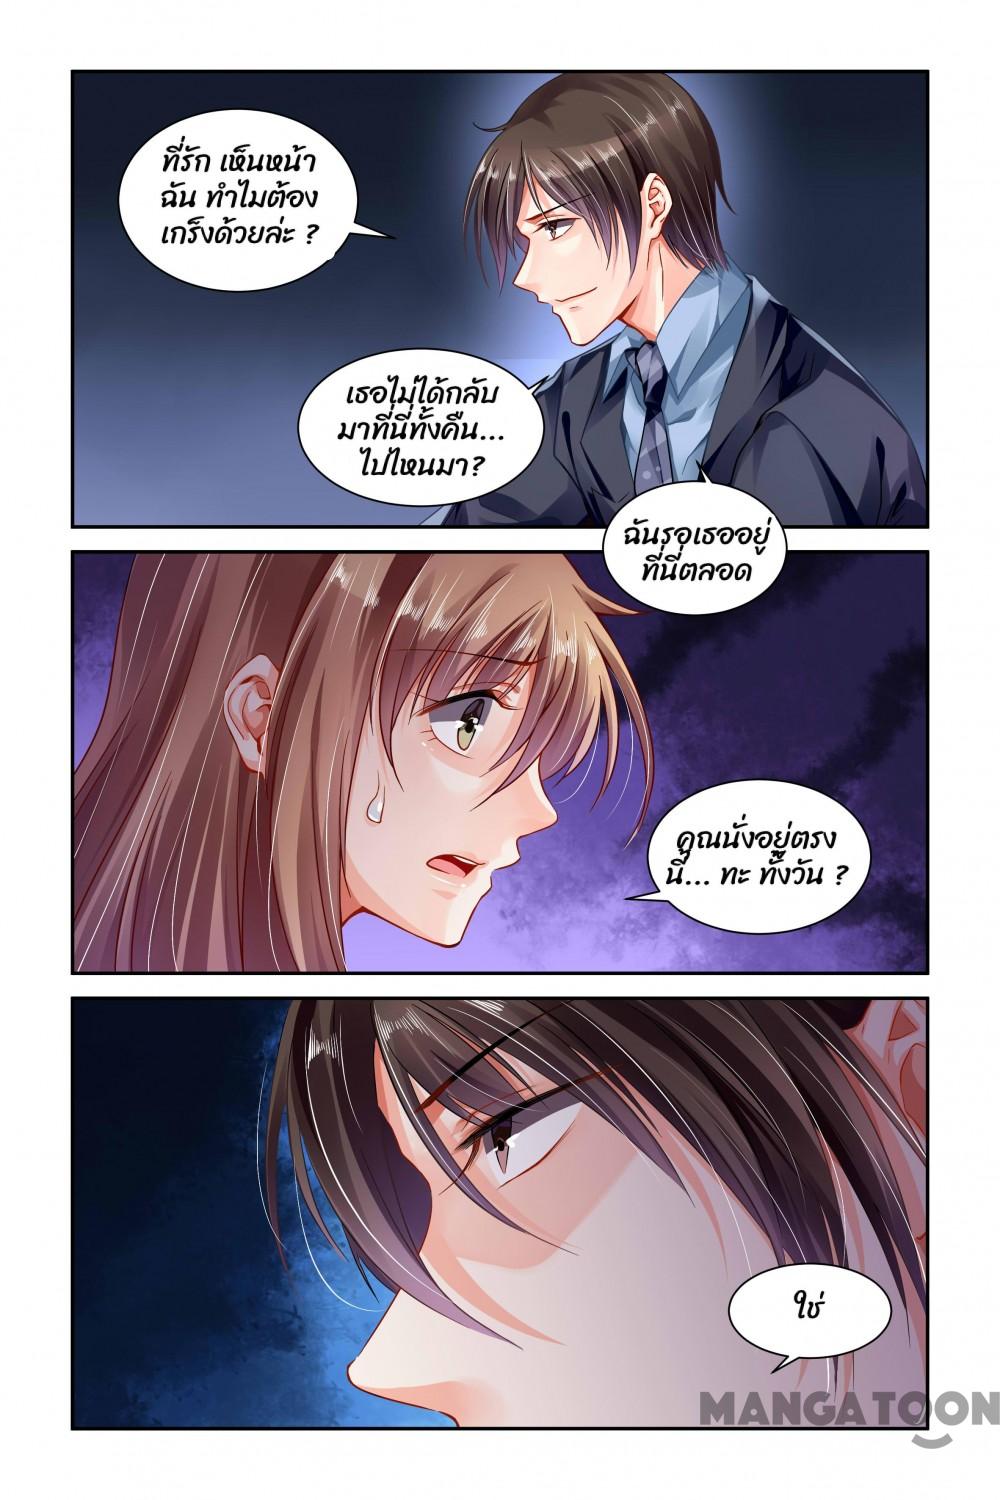 ที่รัก เห็นหน้า
ฉัน ทำไมต้อง
เกร็งด้วยล่ะ ?
เธอไม่ได้กลับ
มาที่นี่ทั้งคืน...
ไปไหนมา?
ฉันรอเธออยู่
ที่นี่ตลอด
คุณนั่งอยู่ตรง
นี้... ทะ ทั้งวัน ?
ใช่
MANGATOON